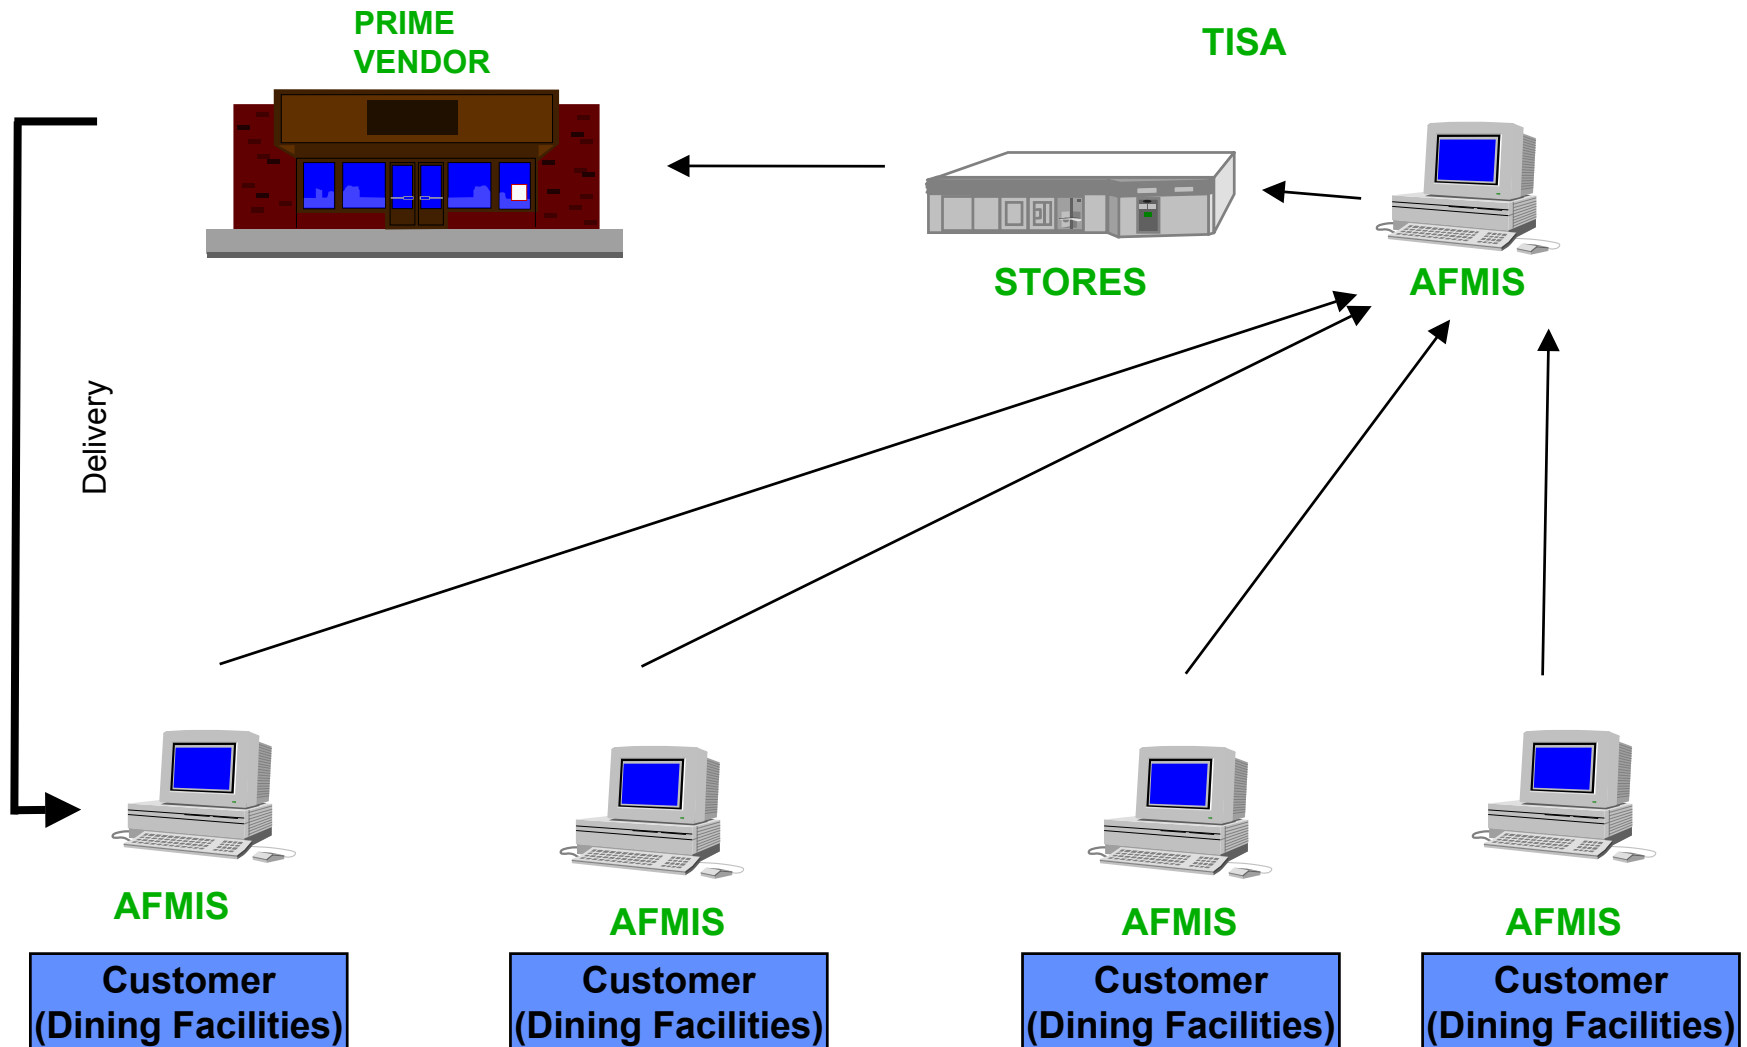 PRIME
VENDOR
TISA
STORES
AFMIS
Delivery
AFMIS
AFMIS
AFMIS
AFMIS
Customer
(Dining Facilities)
Customer
(Dining Facilities)
Customer
(Dining Facilities)
Customer
(Dining Facilities)